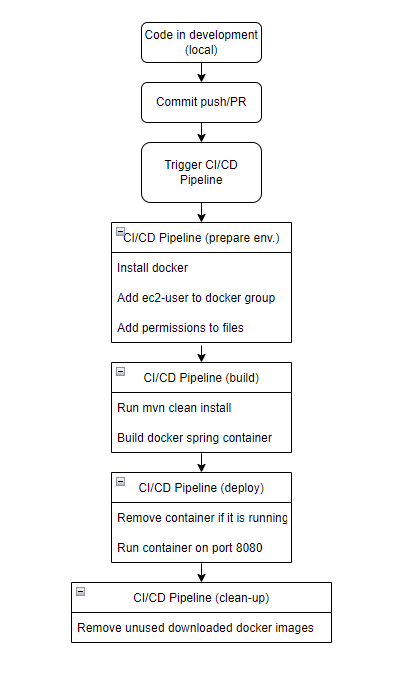 Code in development
(local)
Commit push/PR
Trigger CI/CD
Pipeline
CI/CD Pipeline (prepare env.)
Install docker
Add ec2-user to docker group
Add permissions to files
CI/CD Pipeline (build)
Run mvn clean install
Build docker spring container
CI/CD Pipeline (deploy)
Remove container if it is running
Run container on port 8080
CI/CD Pipeline (clean-up)
Remove unused downloaded docker images